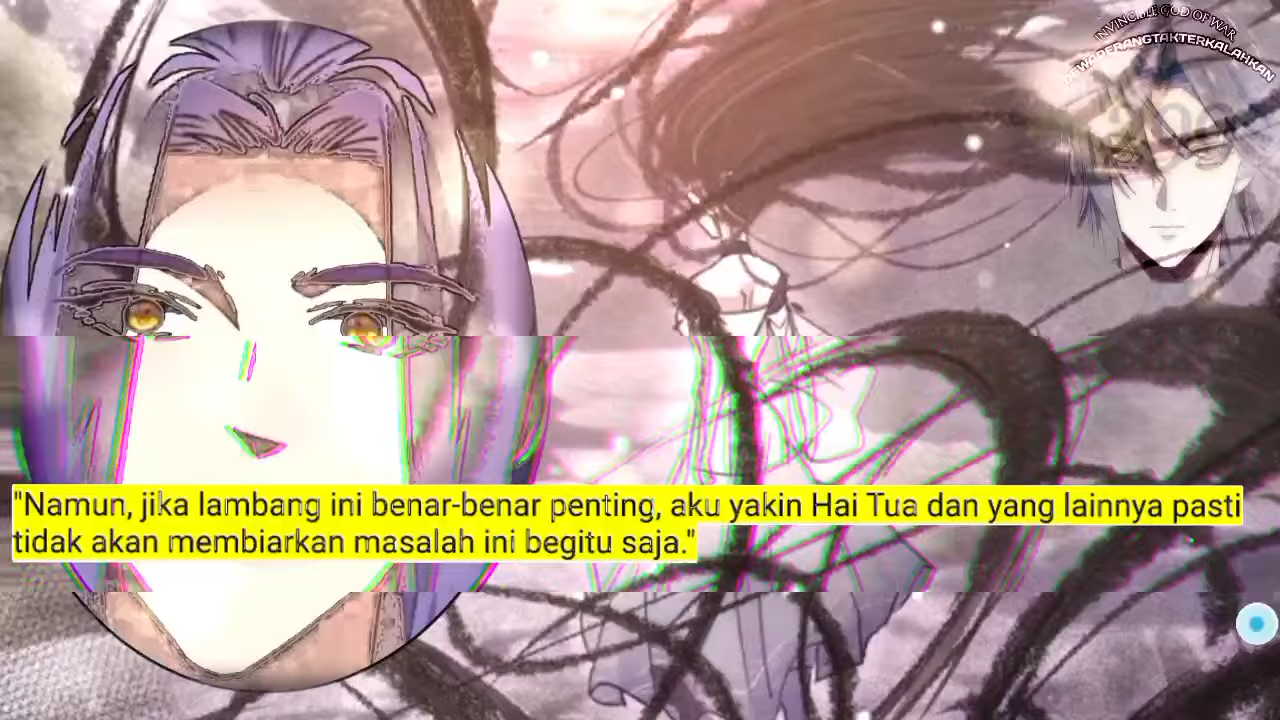 INVINCIBLE GOD OF WAR
DEWAPERANGTAKTERKALAHKAN
"Namun, jika lambang ini benar-benar penting, aku yakin Hai Tua dan yang lainnya pasti
tidak akan membiarkan masalah ini begitu saja."